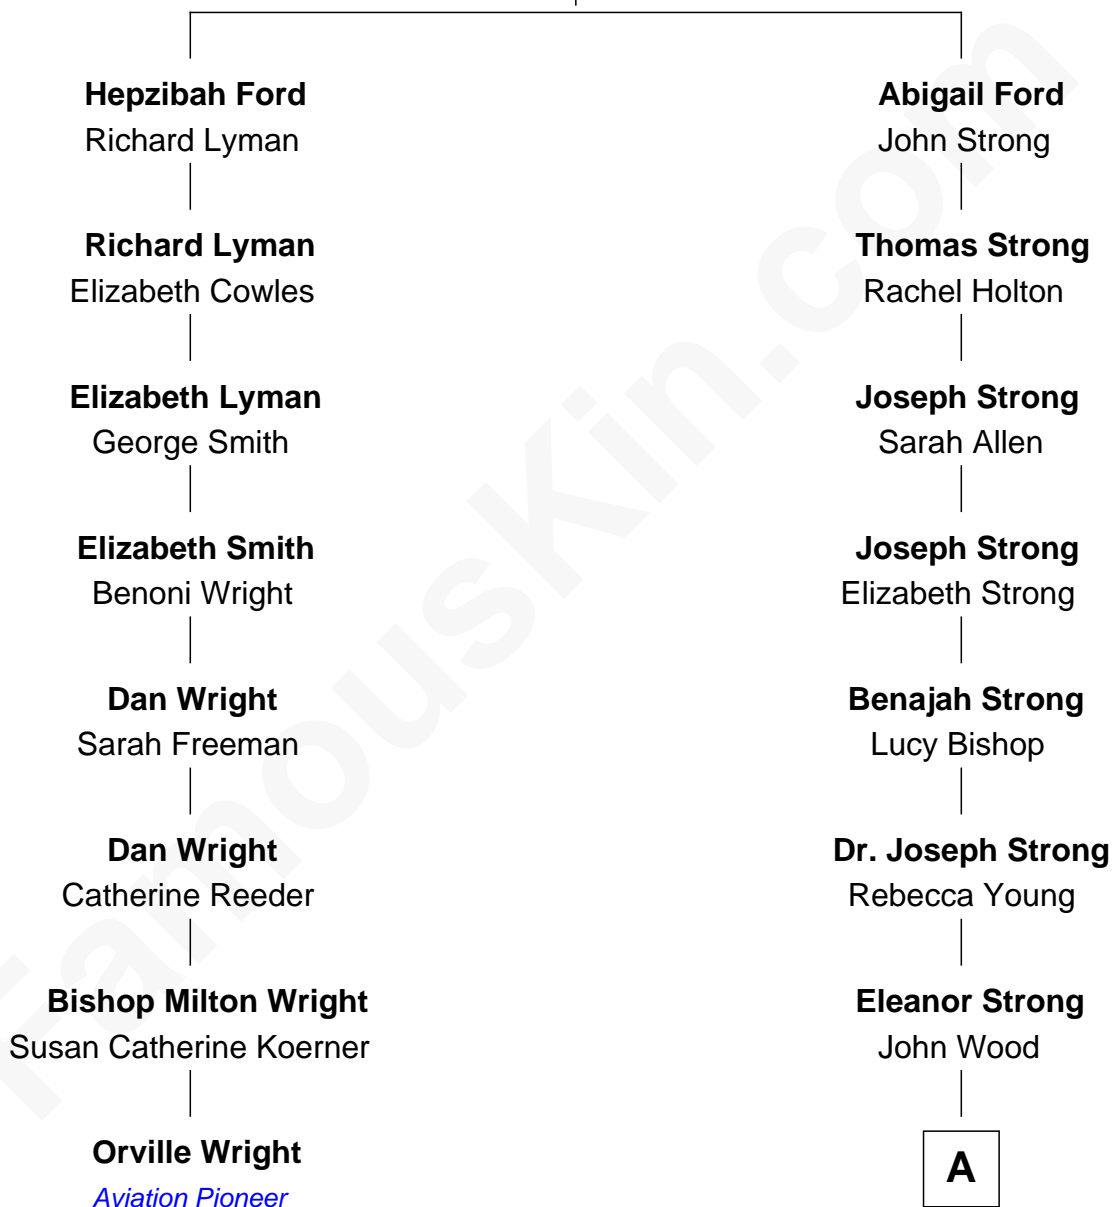 Hepzibah Ford
Richard Lyman
Abigail Ford
John Strong
Richard Lyman
Elizabeth Cowles
Thomas Strong
Rachel Holton
Elizabeth Lyman
George Smith
Joseph Strong
Sarah Allen
Elizabeth Smith
Benoni Wright
Joseph Strong
Elizabeth Strong
Dan Wright
Sarah Freeman
Benajah Strong
Lucy Bishop
Dan Wright
Catherine Reeder
Dr. Joseph Strong
Rebecca Young
Bishop Milton Wright
Susan Catherine Koerner
Eleanor Strong
John Wood
Orville Wright
Aviation Pioneer
A
FamousKin.com